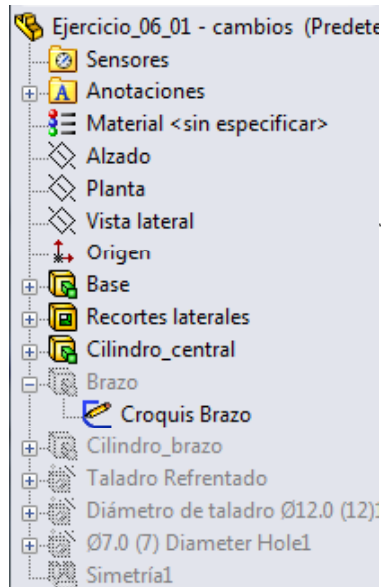 Ejercicio_06_01 - cambios (Predete
Sensores
Anotaciones
Material <sin especificar>
Alzado
Planta
Vista lateral
Origen
Base
Recortes laterales
Cilindro_central
Brazo
Croquis Brazo
Cilindro_brazo
Taladro Refrentado
Diámetro de taladro Ø12.0 (12)1
Ø7.0 (7) Diameter Hole1
Simetría1